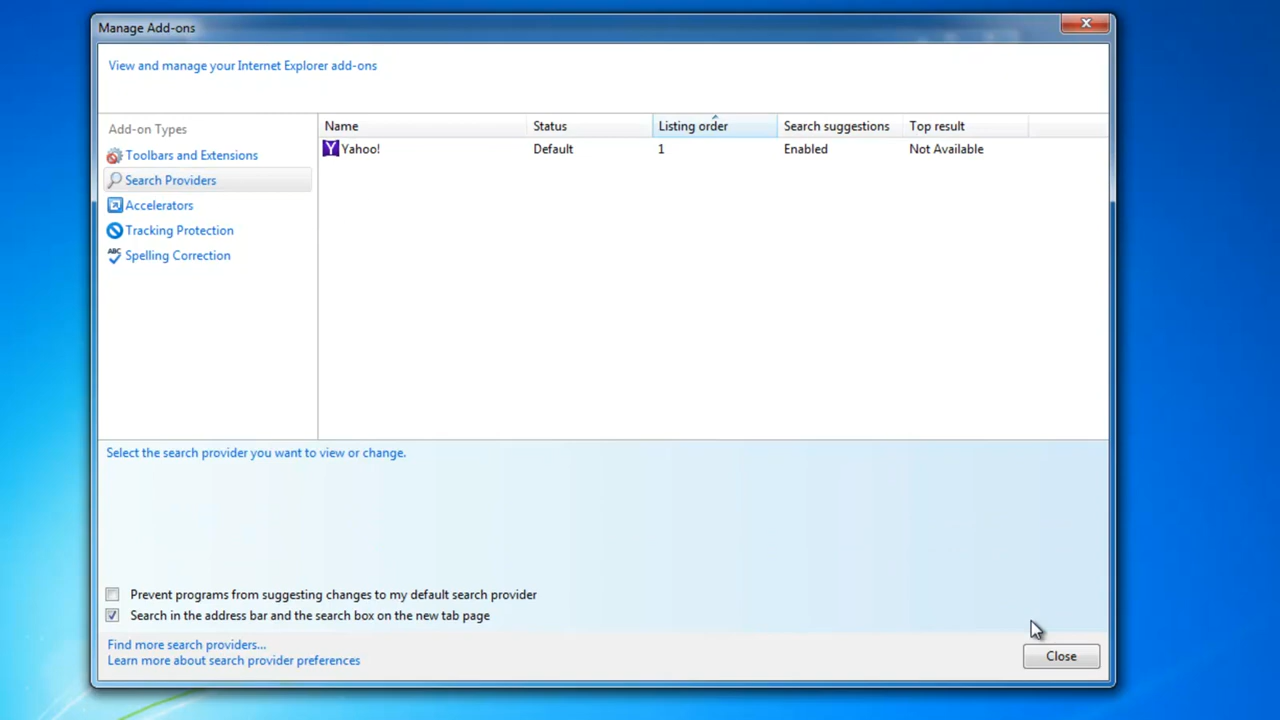 Manage Add-ons
View and manage your Internet Explorer add-ons
Add-on Types
Toolbars and Extensions
Search Providers
Accelerators
Tracking Protection
ABC Spelling Correction
Name Status Listing order Search suggestions Top result
Y Yahoo! Default 1 Enabled Not Available
Select the search provider you want to view or change.
Prevent programs from suggesting changes to my default search provider
Search in the address bar and the search box on the new tab page
Find more search providers...
Learn more about search provider preferences
Close